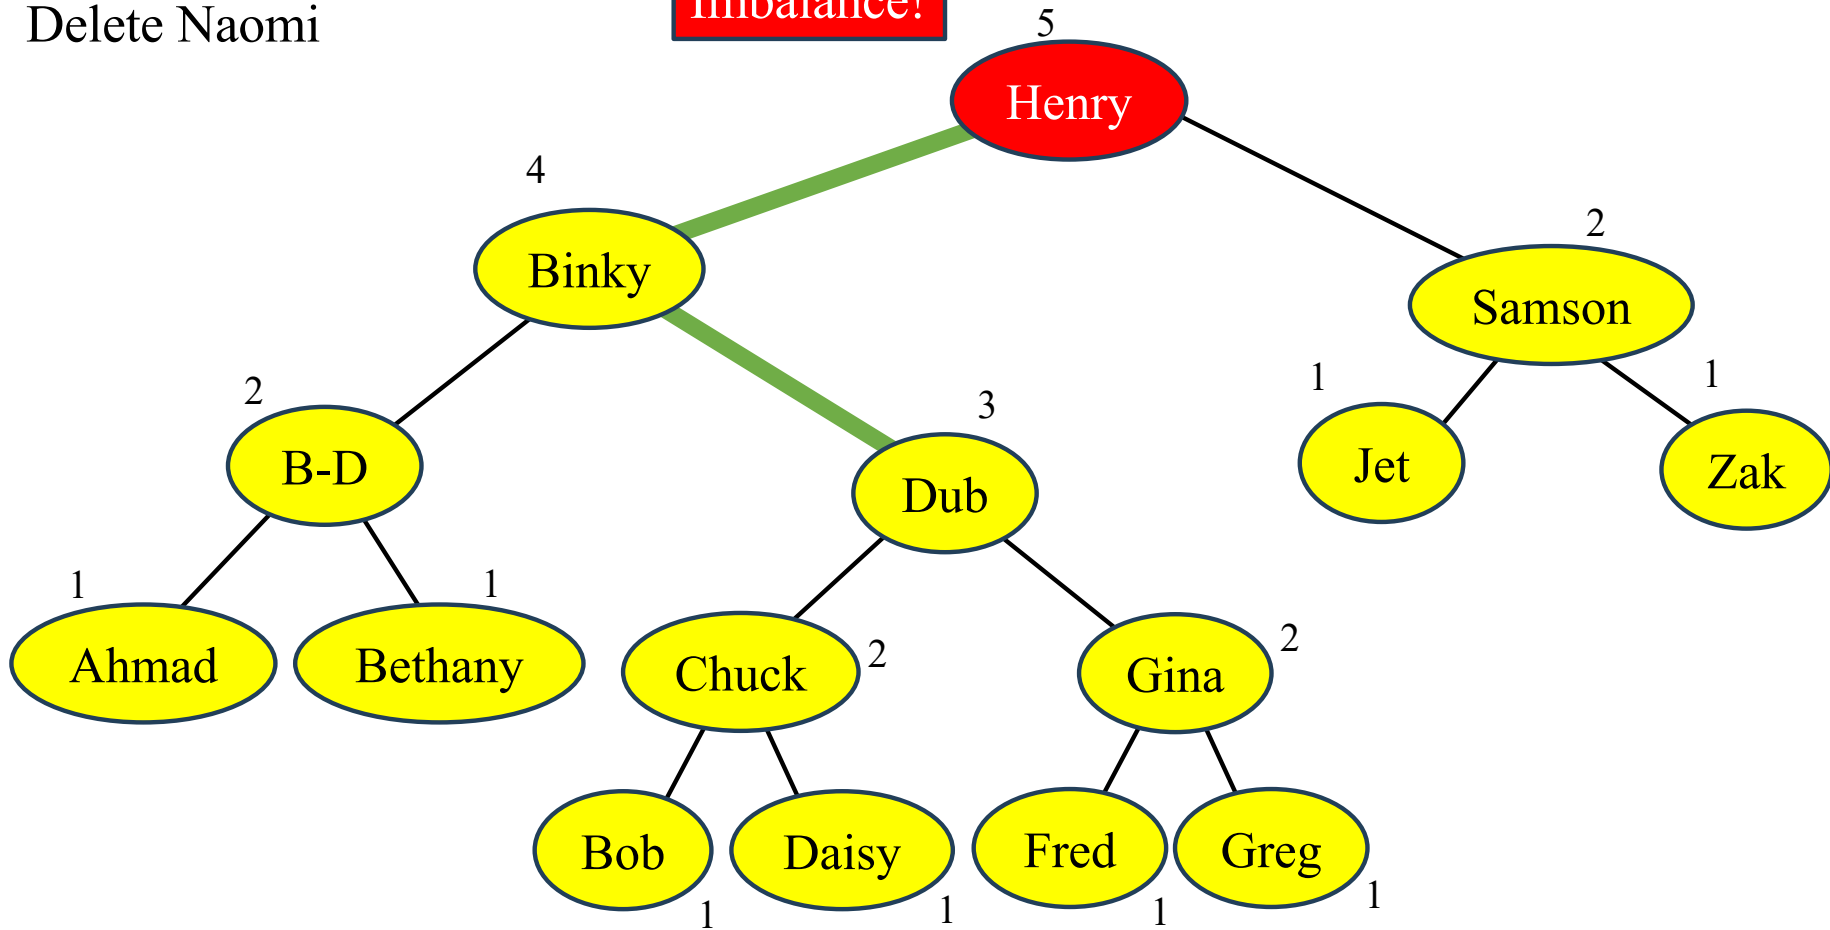 Delete Naomi
Imbalance!
5
Henry
4
Binky
2
Samson
2
B-D
3
Dub
1
Jet
1
Zak
1
Ahmad
1
Bethany
Chuck
2
Gina
2
Bob
1
Daisy
1
Fred
1
Greg
1